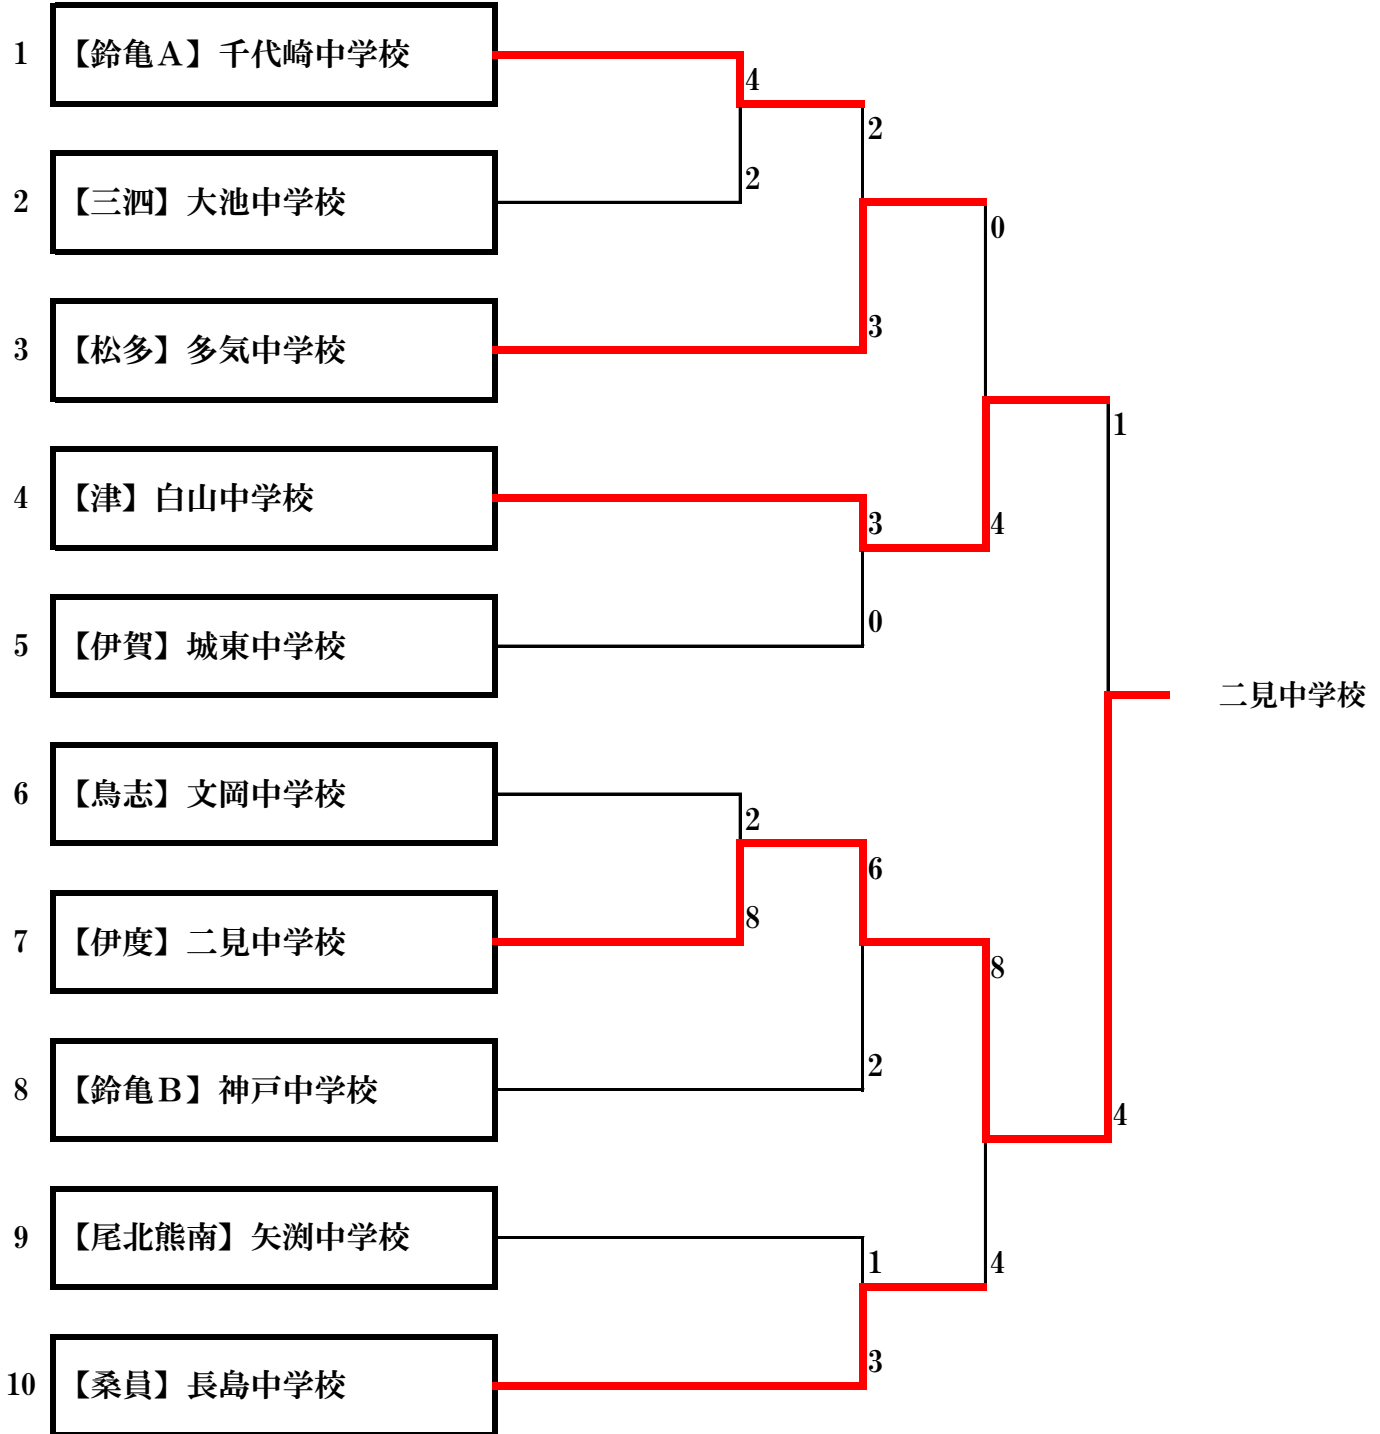 1 【鈴亀A】千代崎中学校
4
2
2 【三泗】大池中学校
2
0
3
3 【松多】多気中学校
1
4 【津】白山中学校
3
4
0
5 【伊賀】城東中学校
二見中学校
6 【鳥志】文岡中学校
2
6
8
7 【伊度】二見中学校
8
2
8 【鈴亀B】神戸中学校
4
9 【尾北熊南】矢渕中学校
1
4
3
10 【桑員】長島中学校